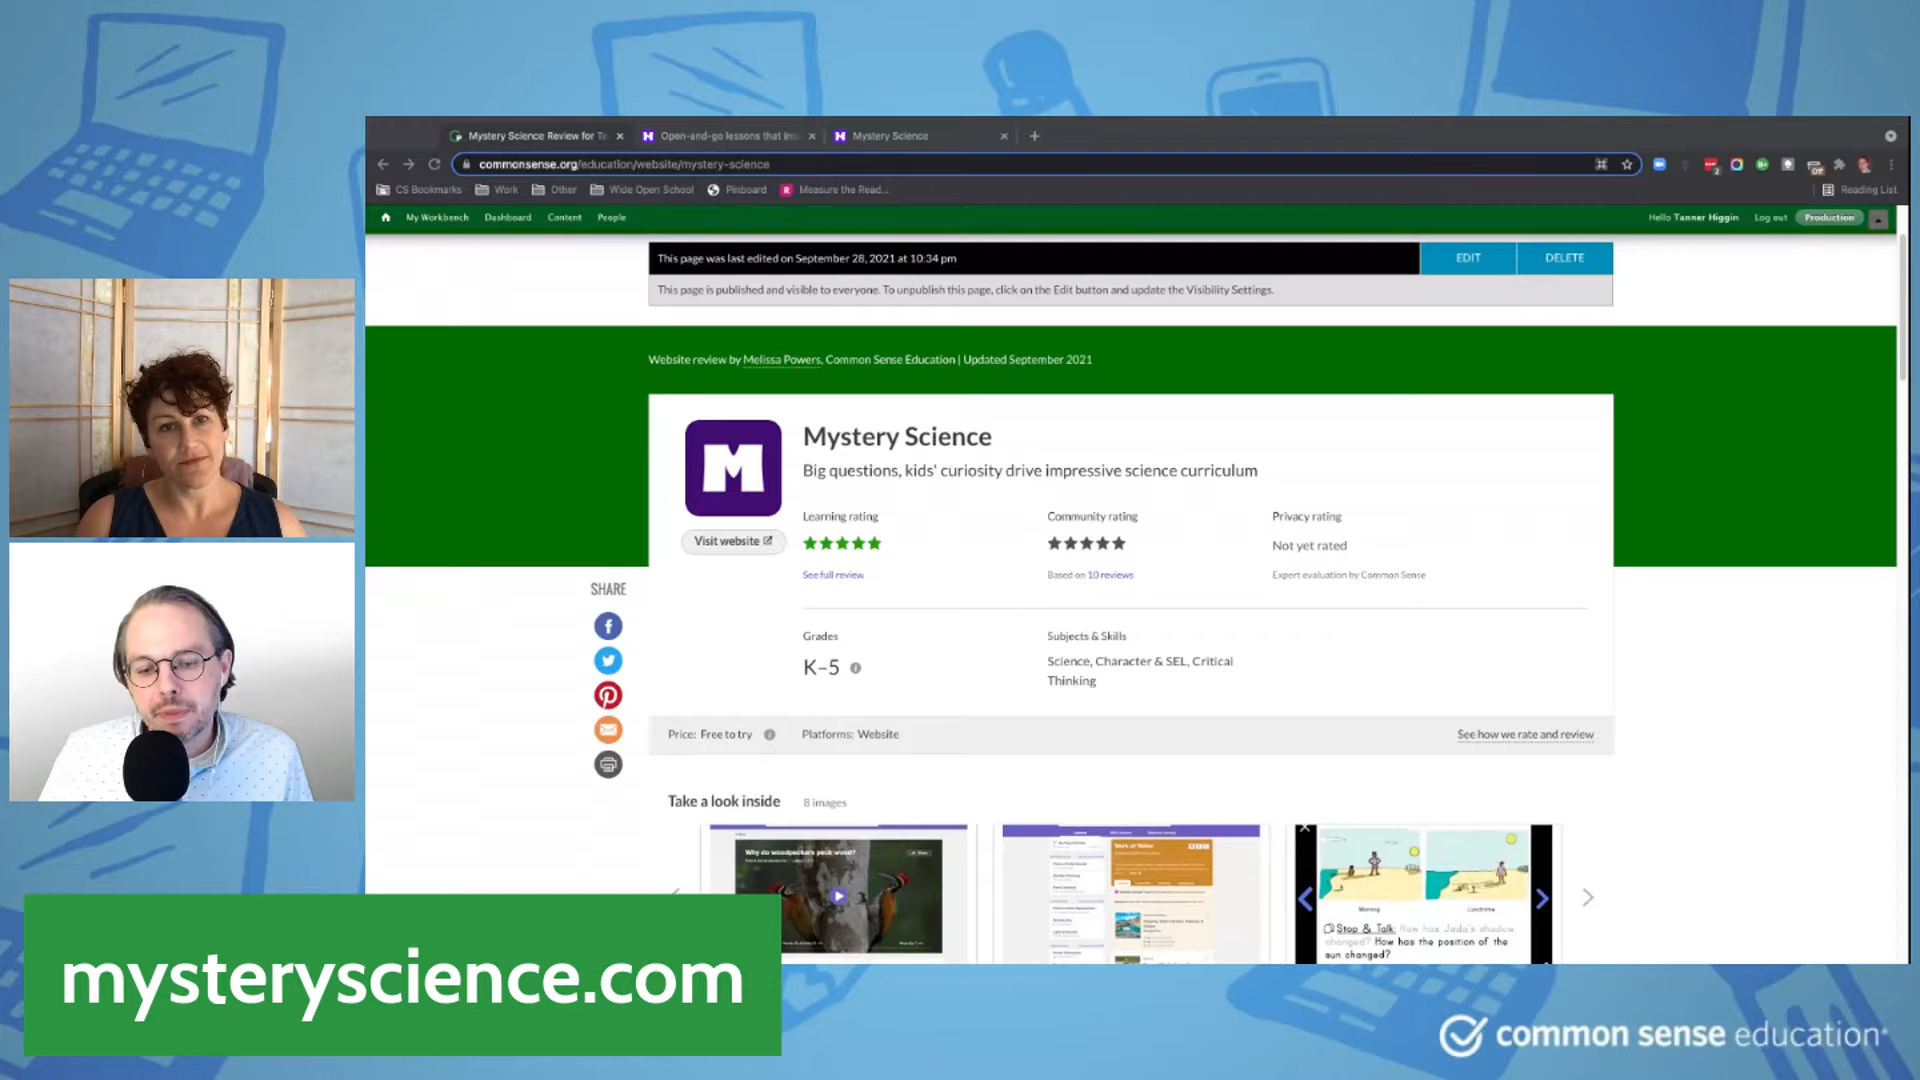 Mystery Science Review for Te
Open-and-go lessons that ins
Mystery Science
commonsense.org/education/website/mystery-science
CS Bookmarks
Work
Other
Wide Open School
Pinboard
Measure the Read...
Reading List
My Workbench
Dashboard
Content
People
Hello Tanner Higgin
Log out
Production
This page was last edited on September 28, 2021 at 10:34 pm
EDIT
DELETE
This page is published and visible to everyone. To unpublish this page, click on the Edit button and update the Visibility Settings.
Website review by Melissa Powers, Common Sense Education | Updated September 2021
M
Mystery Science
Big questions, kids' curiosity drive impressive science curriculum
Visit website
Learning rating
Community rating
Privacy rating
Not yet rated
See full review
Based on 10 reviews
Expert evaluation by Common Sense
SHARE
Grades
Subjects & Skills
K–5
Science, Character & SEL, Critical
Thinking
Price: Free to try
Platforms: Website
See how we rate and review
Take a look inside
8 images
Why do woodpeckers peck wood?
Morning
Lunchtime
Stop & Talk: How has Jada's shadow
changed? How has the position of the
sun changed?
mysteryscience.com
common sense education